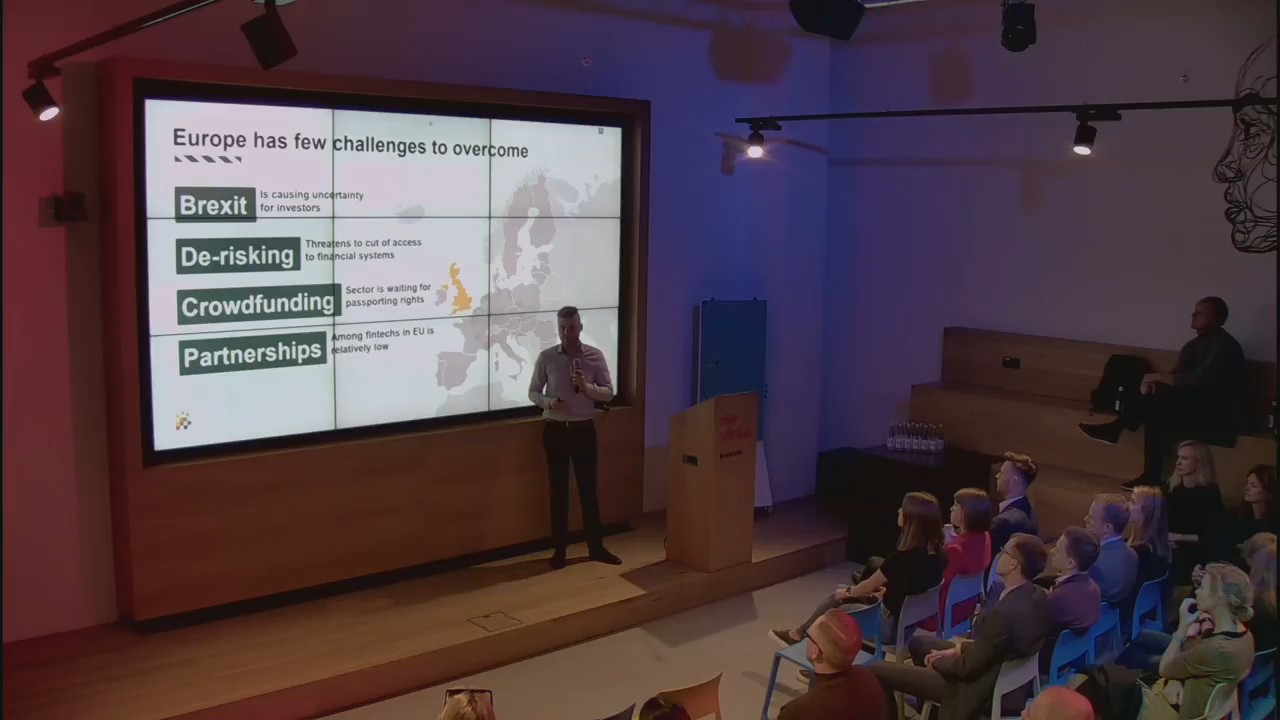 Europe has few challenges to overcome
Brexit
Is causing uncertainty
for investors
De-risking
Threatens to cut of access
to financial systems
Crowdfunding
Sector is waiting for
passporting rights
Partnerships
Among fintechs in EU is
relatively low